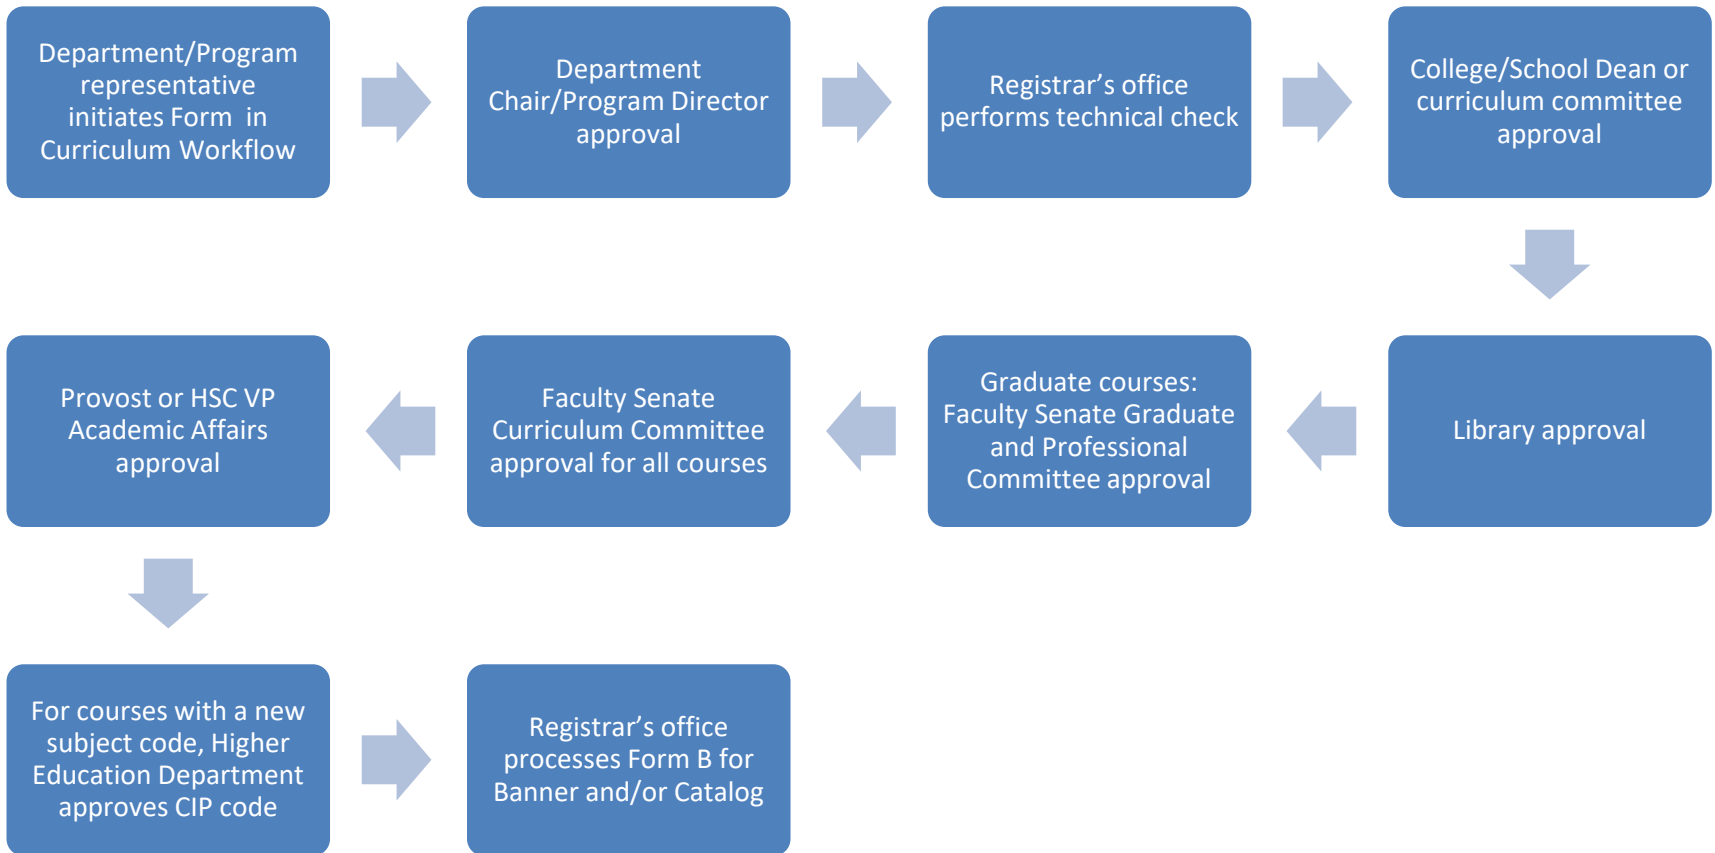 Department/Program
representative
initiates Form  in
Curriculum Workflow
Department
Chair/Program Director
approval
Registrar’s office
performs technical check
College/School Dean or
curriculum committee
approval
Library approval
Graduate courses:
Faculty Senate Graduate
and Professional
Committee approval
Faculty Senate
Curriculum Committee
approval for all courses
Provost or HSC VP
Academic Affairs
approval
For courses with a new
subject code, Higher
Education Department
approves CIP code
Registrar’s office
processes Form B for
Banner and/or Catalog